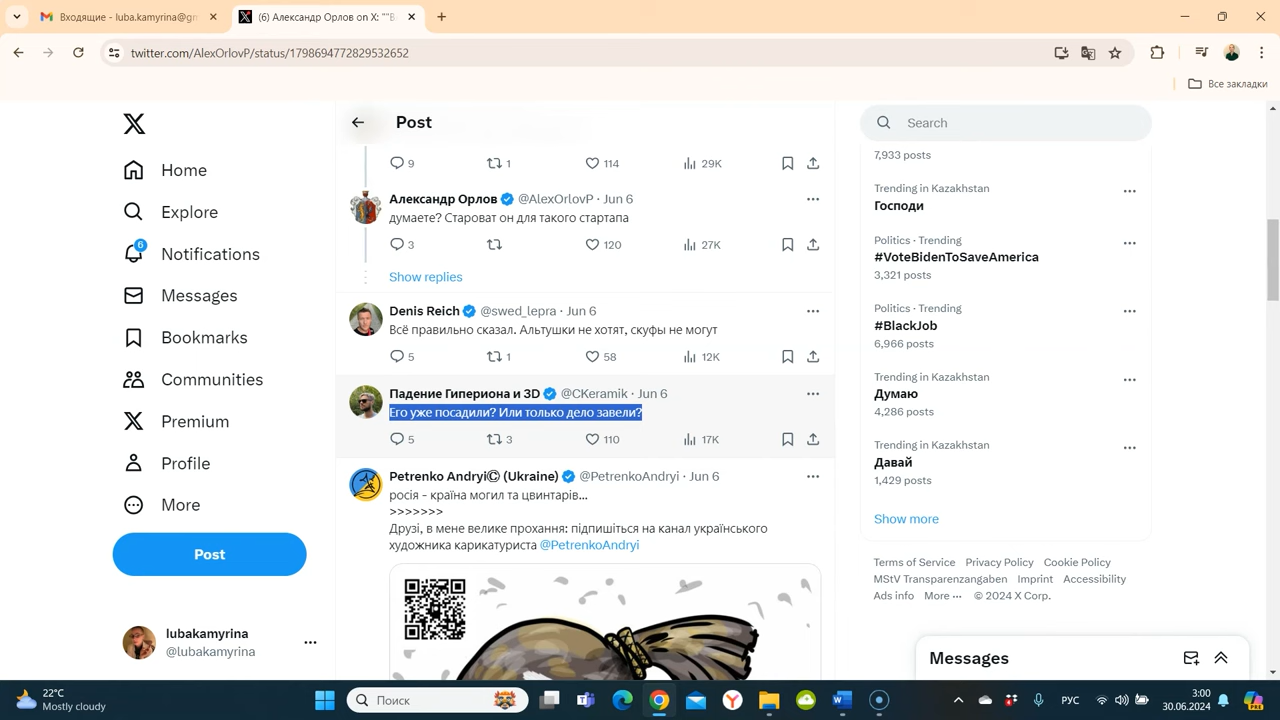 Входящие - luba.kamyrina@gm
(6) Александр Орлов on X: ""В
twitter.com/AlexOrlovP/status/1798694772829532652
Все закладки
Home
Explore
6
Notifications
Messages
Bookmarks
Communities
Premium
Profile
More
Post
lubakamyrina
@lubakamyrina
Post
9
1
114
29K
Александр Орлов @AlexOrlovP · Jun 6
думаете? Староват он для такого стартапа
3
120
27K
Show replies
Denis Reich @swed_lepra · Jun 6
Всё правильно сказал. Альтушки не хотят, скуфы не могут
5
1
58
12K
Падение Гипериона и 3D @CKeramik · Jun 6
Его уже посадили? Или только дело завели?
5
3
110
17K
Petrenko Andryi© (Ukraine) @PetrenkoAndryi · Jun 6
росія - країна могил та цвинтарів...
>>>>>>>
Друзі, в мене велике прохання: підпишіться на канал українського
художника карикатуриста @PetrenkoAndryi
Search
7,933 posts
Trending in Kazakhstan
Господи
Politics · Trending
#VoteBidenToSaveAmerica
3,321 posts
Politics · Trending
#BlackJob
6,966 posts
Trending in Kazakhstan
Думаю
4,286 posts
Trending in Kazakhstan
Давай
1,429 posts
Show more
Terms of Service Privacy Policy Cookie Policy
MStV Transparenzangaben Imprint Accessibility
Ads info More ··· © 2024 X Corp.
Messages
22°C
Mostly cloudy
Поиск
РУС
3:00
30.06.2024